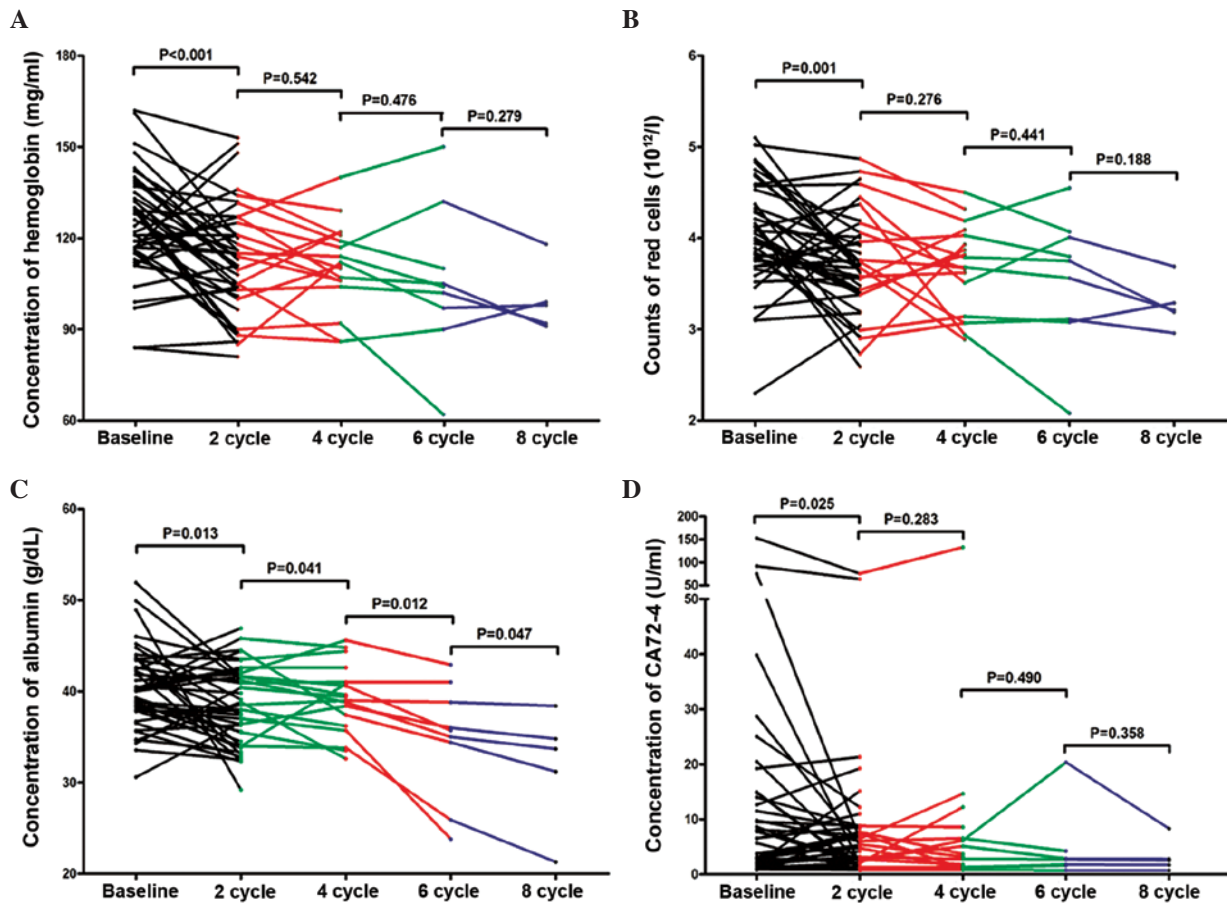 A
Concentration of hemoglobin (mg/ml)
180
150
120
90
60
P<0.001
P=0.542
P=0.476
P=0.279
Baseline 2 cycle 4 cycle 6 cycle 8 cycle
B
Counts of red cells (10¹²/l)
6
5
4
3
2
P=0.001
P=0.276
P=0.441
P=0.188
Baseline 2 cycle 4 cycle 6 cycle 8 cycle
C
Concentration of albumin (g/dL)
60
50
40
30
20
P=0.013
P=0.041
P=0.012
P=0.047
Baseline 2 cycle 4 cycle 6 cycle 8 cycle
D
Concentration of CA72-4 (U/ml)
200
150
100
50
50
40
30
20
10
0
P=0.025
P=0.283
P=0.490
P=0.358
Baseline 2 cycle 4 cycle 6 cycle 8 cycle